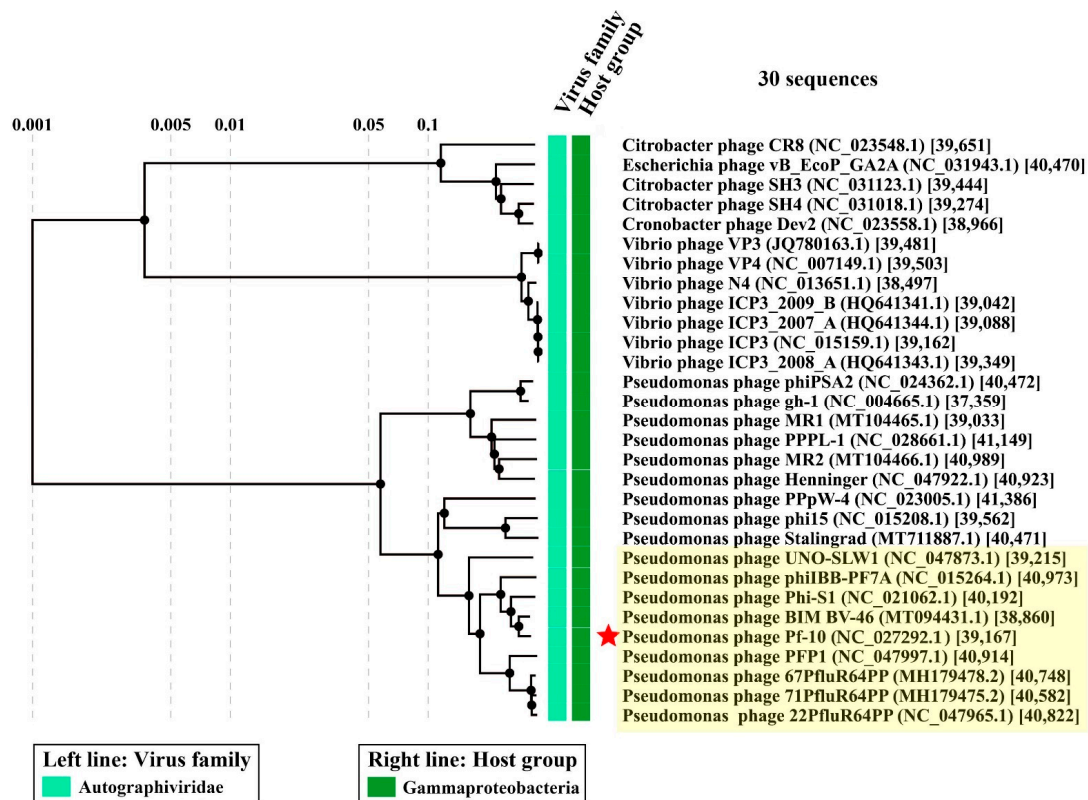 Virus family
Host group
30 sequences
0.001 0.005 0.01 0.05 0.1
Citrobacter phage CR8 (NC_023548.1) [39,651]
Escherichia phage vB_EcoP_GA2A (NC_031943.1) [40,470]
Citrobacter phage SH3 (NC_031123.1) [39,444]
Citrobacter phage SH4 (NC_031018.1) [39,274]
Cronobacter phage Dev2 (NC_023558.1) [38,966]
Vibrio phage VP3 (JQ780163.1) [39,481]
Vibrio phage VP4 (NC_007149.1) [39,503]
Vibrio phage N4 (NC_013651.1) [38,497]
Vibrio phage ICP3_2009_B (HQ641341.1) [39,042]
Vibrio phage ICP3_2007_A (HQ641344.1) [39,088]
Vibrio phage ICP3 (NC_015159.1) [39,162]
Vibrio phage ICP3_2008_A (HQ641343.1) [39,349]
Pseudomonas phage phiPSA2 (NC_024362.1) [40,472]
Pseudomonas phage gh-1 (NC_004665.1) [37,359]
Pseudomonas phage MR1 (MT104465.1) [39,033]
Pseudomonas phage PPPL-1 (NC_028661.1) [41,149]
Pseudomonas phage MR2 (MT104466.1) [40,989]
Pseudomonas phage Henninger (NC_047922.1) [40,923]
Pseudomonas phage PPpW-4 (NC_023005.1) [41,386]
Pseudomonas phage phi15 (NC_015208.1) [39,562]
Pseudomonas phage Stalingrad (MT711887.1) [40,471]
Pseudomonas phage UNO-SLW1 (NC_047873.1) [39,215]
Pseudomonas phage phiIBB-PF7A (NC_015264.1) [40,973]
Pseudomonas phage Phi-S1 (NC_021062.1) [40,192]
Pseudomonas phage BIM BV-46 (MT094431.1) [38,860]
Pseudomonas phage Pf-10 (NC_027292.1) [39,167]
Pseudomonas phage PFP1 (NC_047997.1) [40,914]
Pseudomonas phage 67PfluR64PP (MH179478.2) [40,748]
Pseudomonas phage 71PfluR64PP (MH179475.2) [40,582]
Pseudomonas phage 22PfluR64PP (NC_047965.1) [40,822]
Left line: Virus family
Autographiviridae
Right line: Host group
Gammaproteobacteria